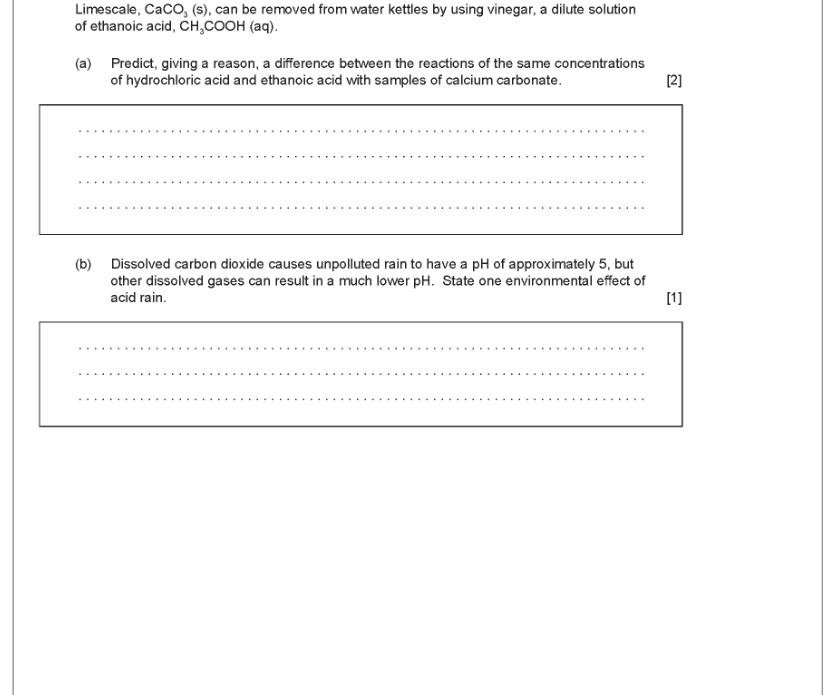 Limescale, CaCO₃ (s), can be removed from water kettles by using vinegar, a dilute solution
of ethanoic acid, CH₃COOH (aq).
(a) Predict, giving a reason, a difference between the reactions of the same concentrations
of hydrochloric acid and ethanoic acid with samples of calcium carbonate. [2]
(b) Dissolved carbon dioxide causes unpolluted rain to have a pH of approximately 5, but
other dissolved gases can result in a much lower pH. State one environmental effect of
acid rain. [1]